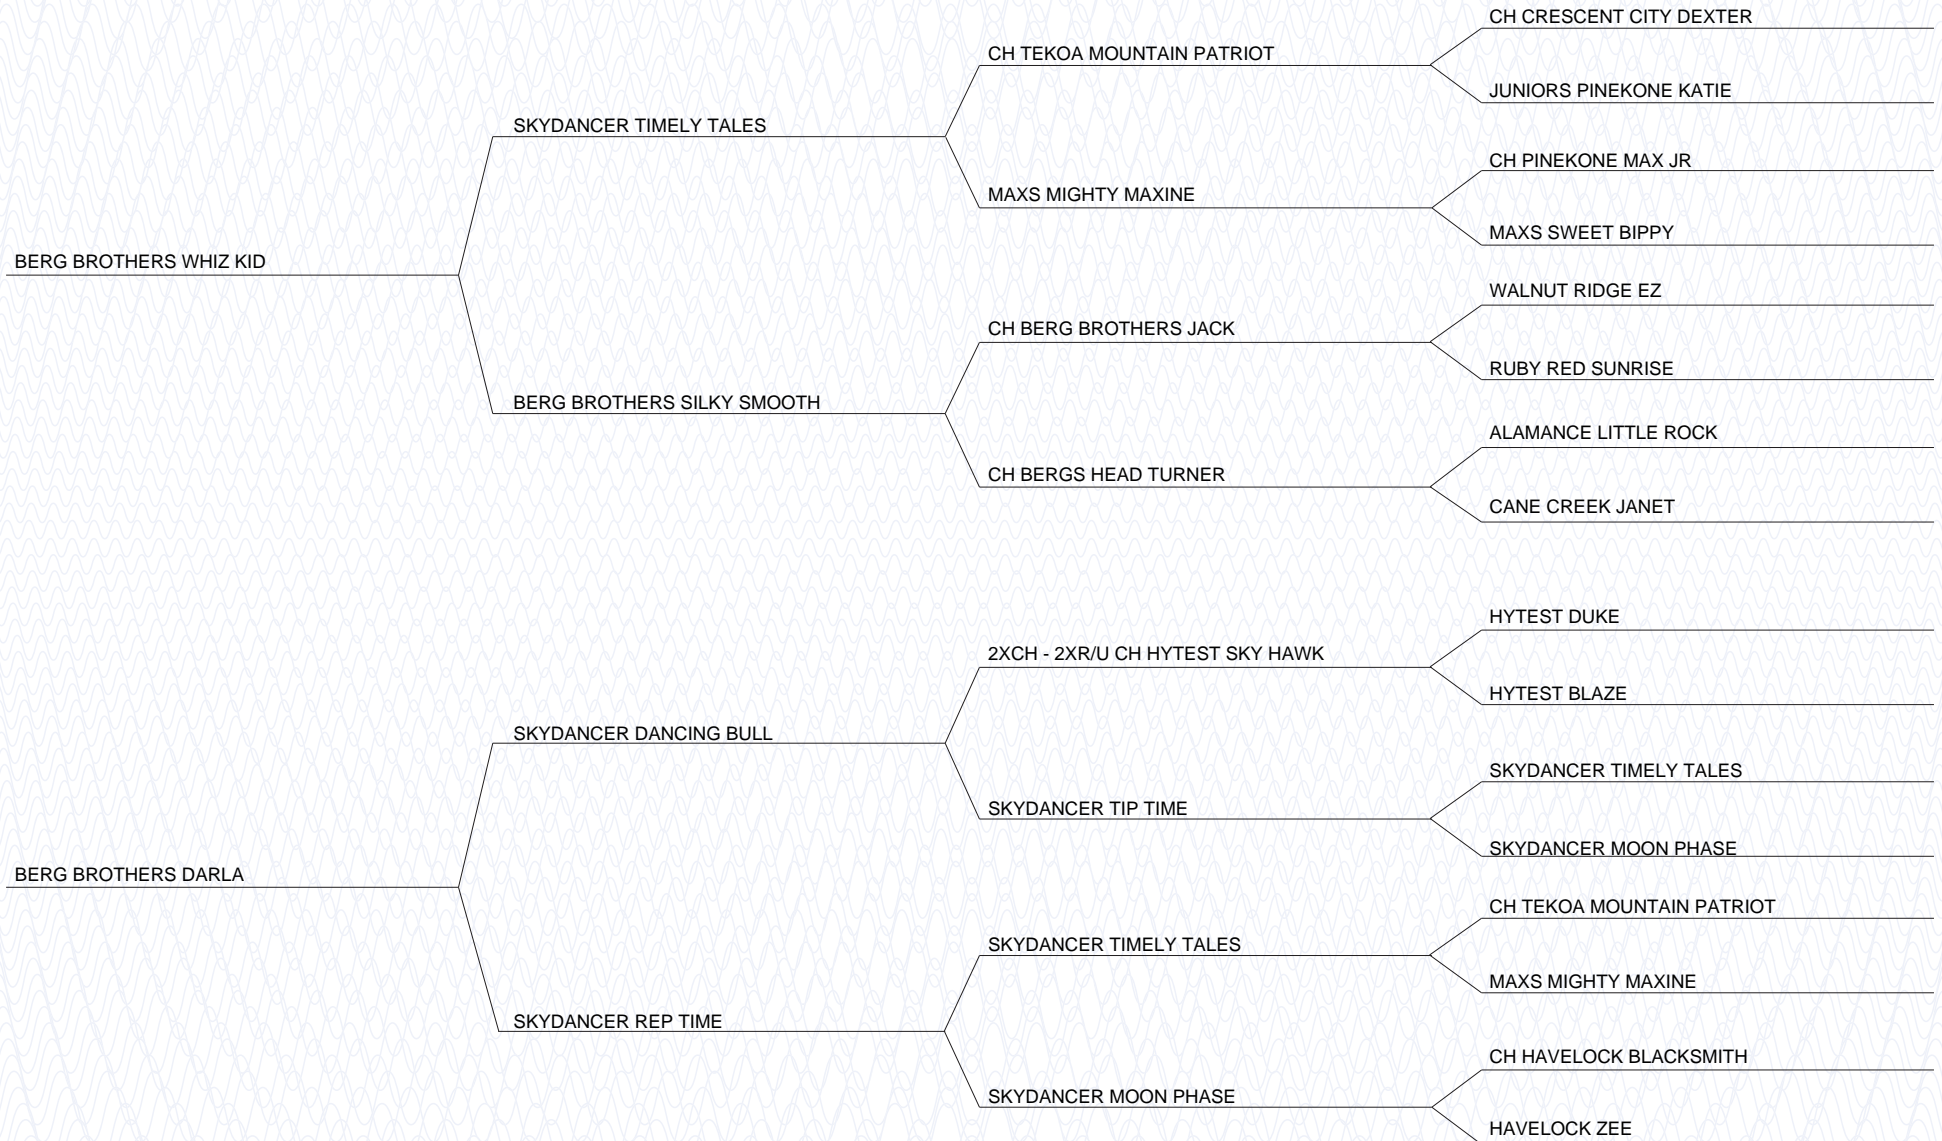 CH CRESCENT CITY DEXTER
CH TEKOA MOUNTAIN PATRIOT
JUNIORS PINEKONE KATIE
SKYDANCER TIMELY TALES
CH PINEKONE MAX JR
MAXS MIGHTY MAXINE
MAXS SWEET BIPPY
BERG BROTHERS WHIZ KID
WALNUT RIDGE EZ
CH BERG BROTHERS JACK
RUBY RED SUNRISE
BERG BROTHERS SILKY SMOOTH
ALAMANCE LITTLE ROCK
CH BERGS HEAD TURNER
CANE CREEK JANET
HYTEST DUKE
2XCH - 2XR/U CH HYTEST SKY HAWK
HYTEST BLAZE
SKYDANCER DANCING BULL
SKYDANCER TIMELY TALES
SKYDANCER TIP TIME
SKYDANCER MOON PHASE
BERG BROTHERS DARLA
CH TEKOA MOUNTAIN PATRIOT
SKYDANCER TIMELY TALES
MAXS MIGHTY MAXINE
SKYDANCER REP TIME
CH HAVELOCK BLACKSMITH
SKYDANCER MOON PHASE
HAVELOCK ZEE